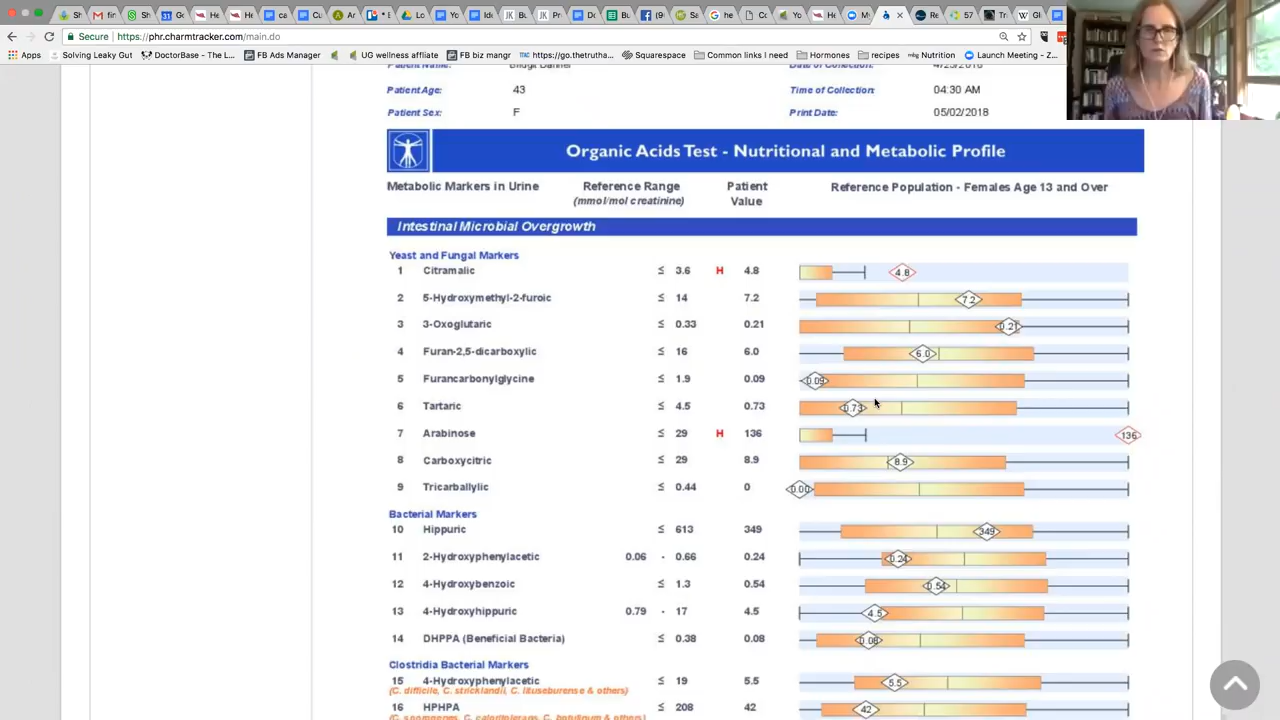 Secure | https://phr.charmtracker.com/main.do
Apps Solving Leaky Gut: DoctorBase - The L... FB Ads Manager UG wellness affliate FB biz mangr https://go.thetrutha... Squarespace Common links I need Hormones recipes Nutrition Launch Meeting - Z...
Patient Age: 43 Time of Collection: 04:30 AM
Patient Sex: F Print Date: 05/02/2018
Organic Acids Test - Nutritional and Metabolic Profile
Metabolic Markers in Urine Reference Range Patient Reference Population - Females Age 13 and Over
(mmol/mol creatinine) Value
Intestinal Microbial Overgrowth
Yeast and Fungal Markers
1 Citramalic ≤ 3.6 H 4.8 4.8
2 5-Hydroxymethyl-2-furoic ≤ 14 7.2 7.2
3 3-Oxoglutaric ≤ 0.33 0.21 0.21
4 Furan-2,5-dicarboxylic ≤ 16 6.0 6.0
5 Furancarbonylglycine ≤ 1.9 0.09 0.09
6 Tartaric ≤ 4.5 0.73 0.73
7 Arabinose ≤ 29 H 136 136
8 Carboxycitric ≤ 29 8.9 8.9
9 Tricarballylic ≤ 0.44 0 0.00
Bacterial Markers
10 Hippuric ≤ 613 349 349
11 2-Hydroxyphenylacetic 0.06 - 0.66 0.24 0.24
12 4-Hydroxybenzoic ≤ 1.3 0.54 0.54
13 4-Hydroxyhippuric 0.79 - 17 4.5 4.5
14 DHPPA (Beneficial Bacteria) ≤ 0.38 0.08 0.08
Clostridia Bacterial Markers
15 4-Hydroxyphenylacetic ≤ 19 5.5 5.5
(C. difficile, C. stricklandii, C. lituseburense & others)
16 HPHPA ≤ 208 42 42